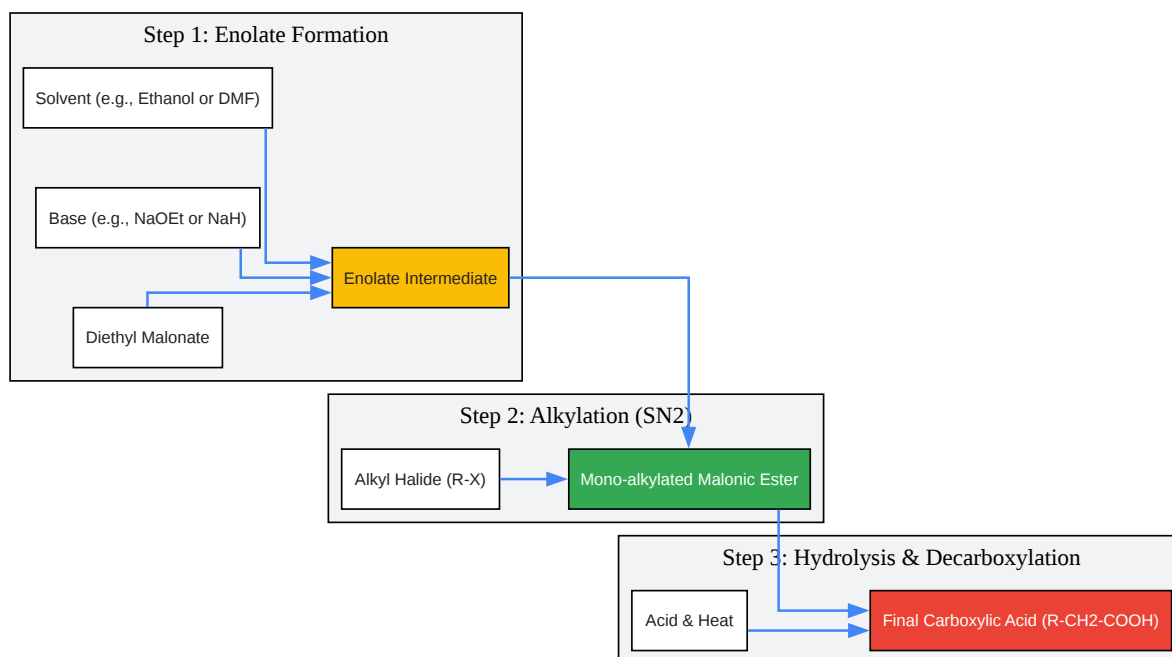 Step 1: Enolate Formation
Solvent (e.g., Ethanol or DMF)
Base (e.g., NaOEt or NaH)
Enolate Intermediate
Diethyl Malonate
Step 2: Alkylation (SN2)
Alkyl Halide (R-X)
Mono-alkylated Malonic Ester
Step 3: Hydrolysis & Decarboxylation
Acid & Heat
Final Carboxylic Acid (R-CH2-COOH)